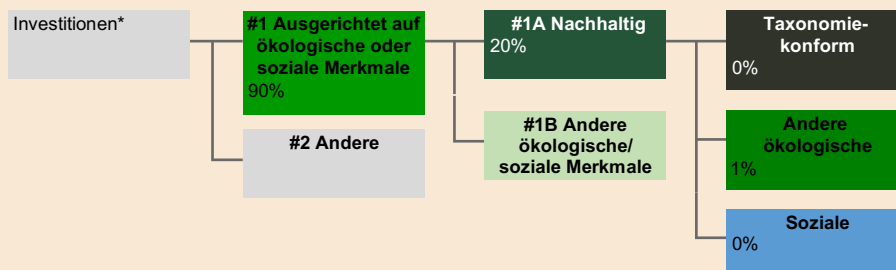 Investitionen*
#1 Ausgerichtet auf
ökologische oder
soziale Merkmale
90%
#2 Andere
#1A Nachhaltig
20%
#1B Andere
ökologische/
soziale Merkmale
Taxonomie-
konform
0%
Andere
ökologische
1%
Soziale
0%